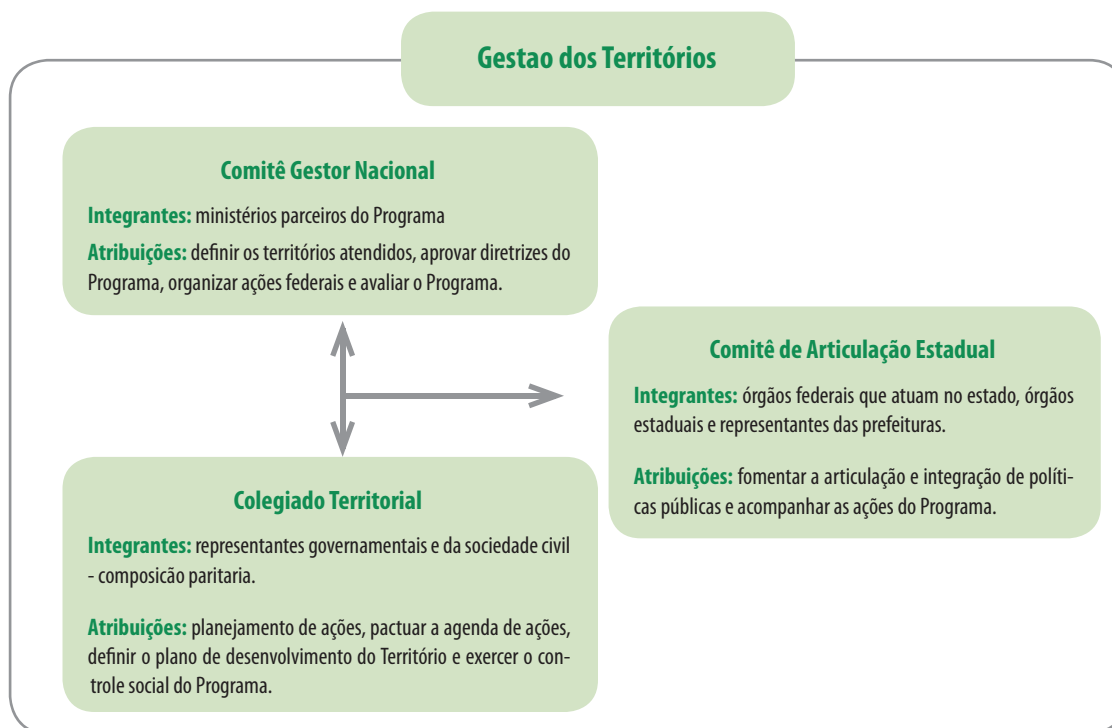 Gestao dos Territórios
Comitê Gestor Nacional
Integrantes: ministérios parceiros do Programa
Atribuições: definir os territórios atendidos, aprovar diretrizes do
Programa, organizar ações federais e avaliar o Programa.
Comitê de Articulação Estadual
Integrantes: órgãos federais que atuam no estado, órgãos
estaduais e representantes das prefeituras.
Atribuições: fomentar a articulação e integração de políti-
cas públicas e acompanhar as ações do Programa.
Colegiado Territorial
Integrantes: representantes governamentais e da sociedade civil
- composicão paritaria.
Atribuições: planejamento de ações, pactuar a agenda de ações,
definir o plano de desenvolvimento do Território e exercer o con-
trole social do Programa.